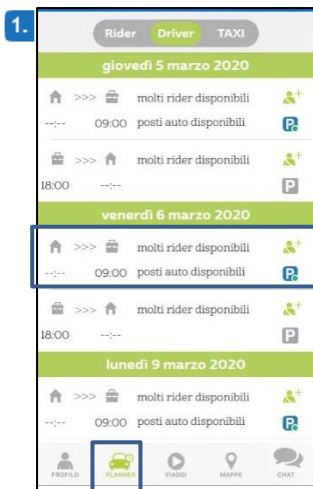 1.
Rider Driver TAXI
giovedì 5 marzo 2020
>>> molti rider disponibili
--:-- 09:00 posti auto disponibili P
>>> molti rider disponibili
18:00 --:-- P
venerdì 6 marzo 2020
>>> molti rider disponibili
--:-- 09:00 posti auto disponibili P
>>> molti rider disponibili
18:00 --:-- P
lunedì 9 marzo 2020
>>> molti rider disponibili
--:-- 09:00 posti auto disponibili P
PROFILO PLANNER VIAGGI MAPPE CHAT